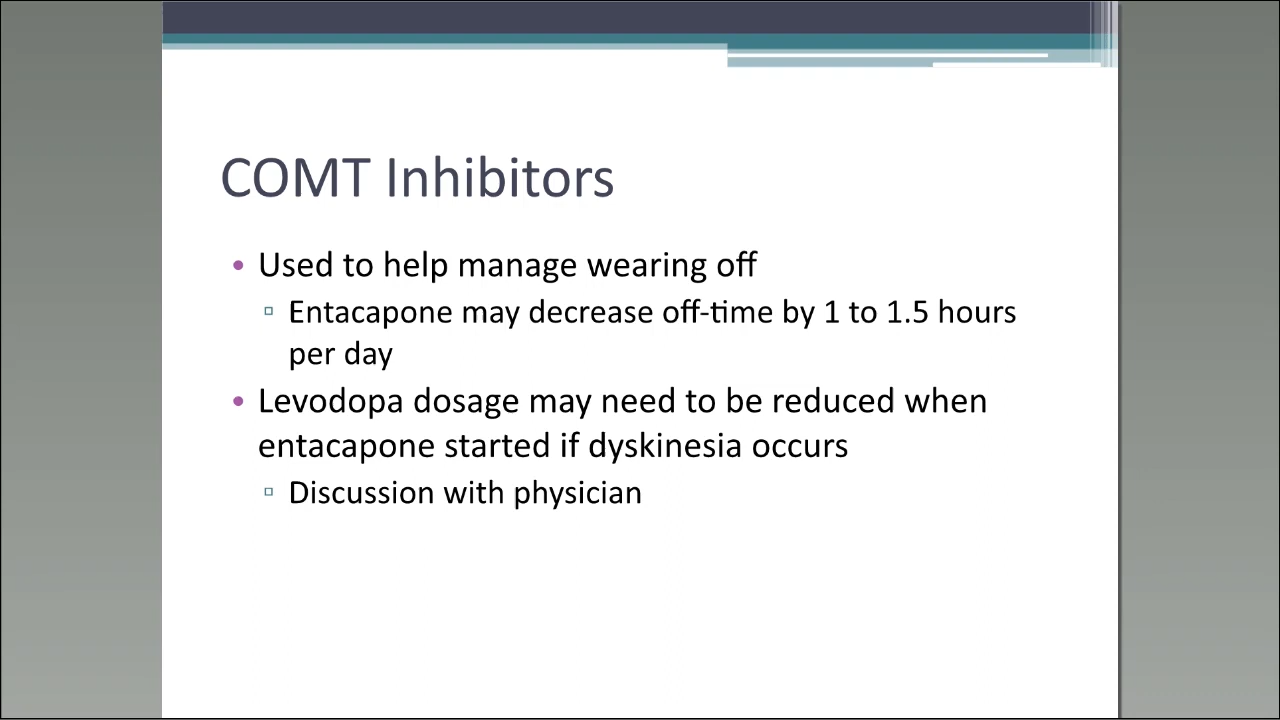 COMT Inhibitors
• Used to help manage wearing off
▫ Entacapone may decrease off-time by 1 to 1.5 hours
per day
• Levodopa dosage may need to be reduced when
entacapone started if dyskinesia occurs
▫ Discussion with physician